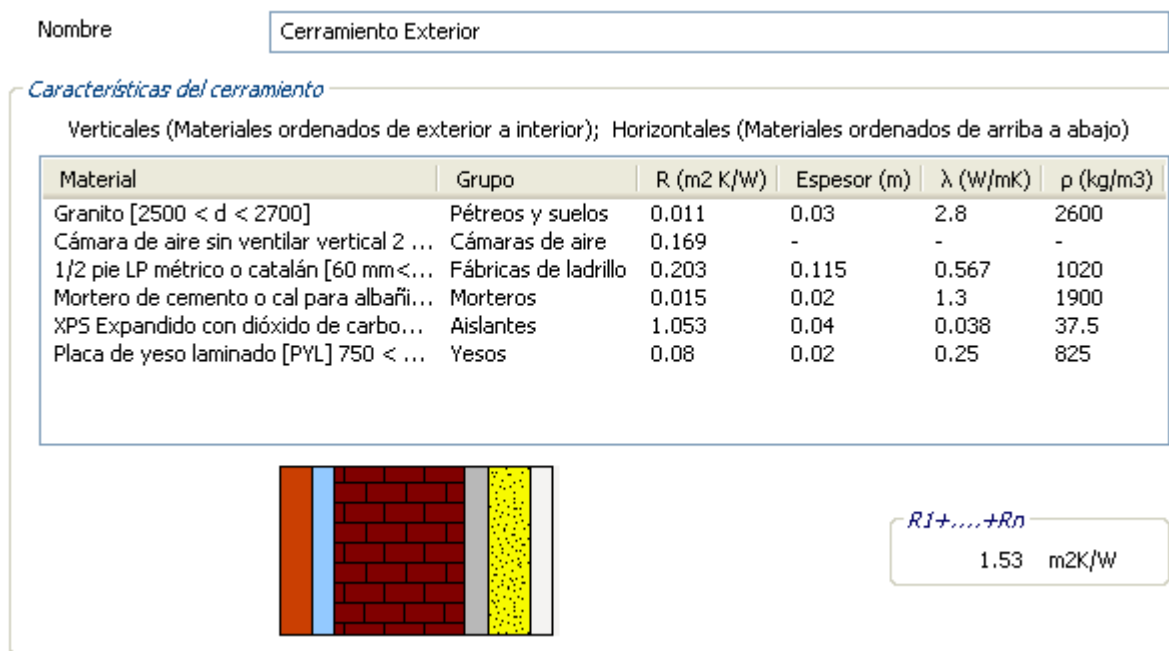 Nombre Cerramiento Exterior
Características del cerramiento
Verticales (Materiales ordenados de exterior a interior); Horizontales (Materiales ordenados de arriba a abajo)
Material Grupo R (m2 K/W) Espesor (m) λ (W/mK) ρ (kg/m3)
Granito [2500 < d < 2700] Pétreos y suelos 0.011 0.03 2.8 2600
Cámara de aire sin ventilar vertical 2 ... Cámaras de aire 0.169 - - -
1/2 pie LP métrico o catalán [60 mm<... Fábricas de ladrillo 0.203 0.115 0.567 1020
Mortero de cemento o cal para albañi... Morteros 0.015 0.02 1.3 1900
XPS Expandido con dióxido de carbo... Aislantes 1.053 0.04 0.038 37.5
Placa de yeso laminado [PYL] 750 < ... Yesos 0.08 0.02 0.25 825
R1+....+Rn
1.53 m2K/W